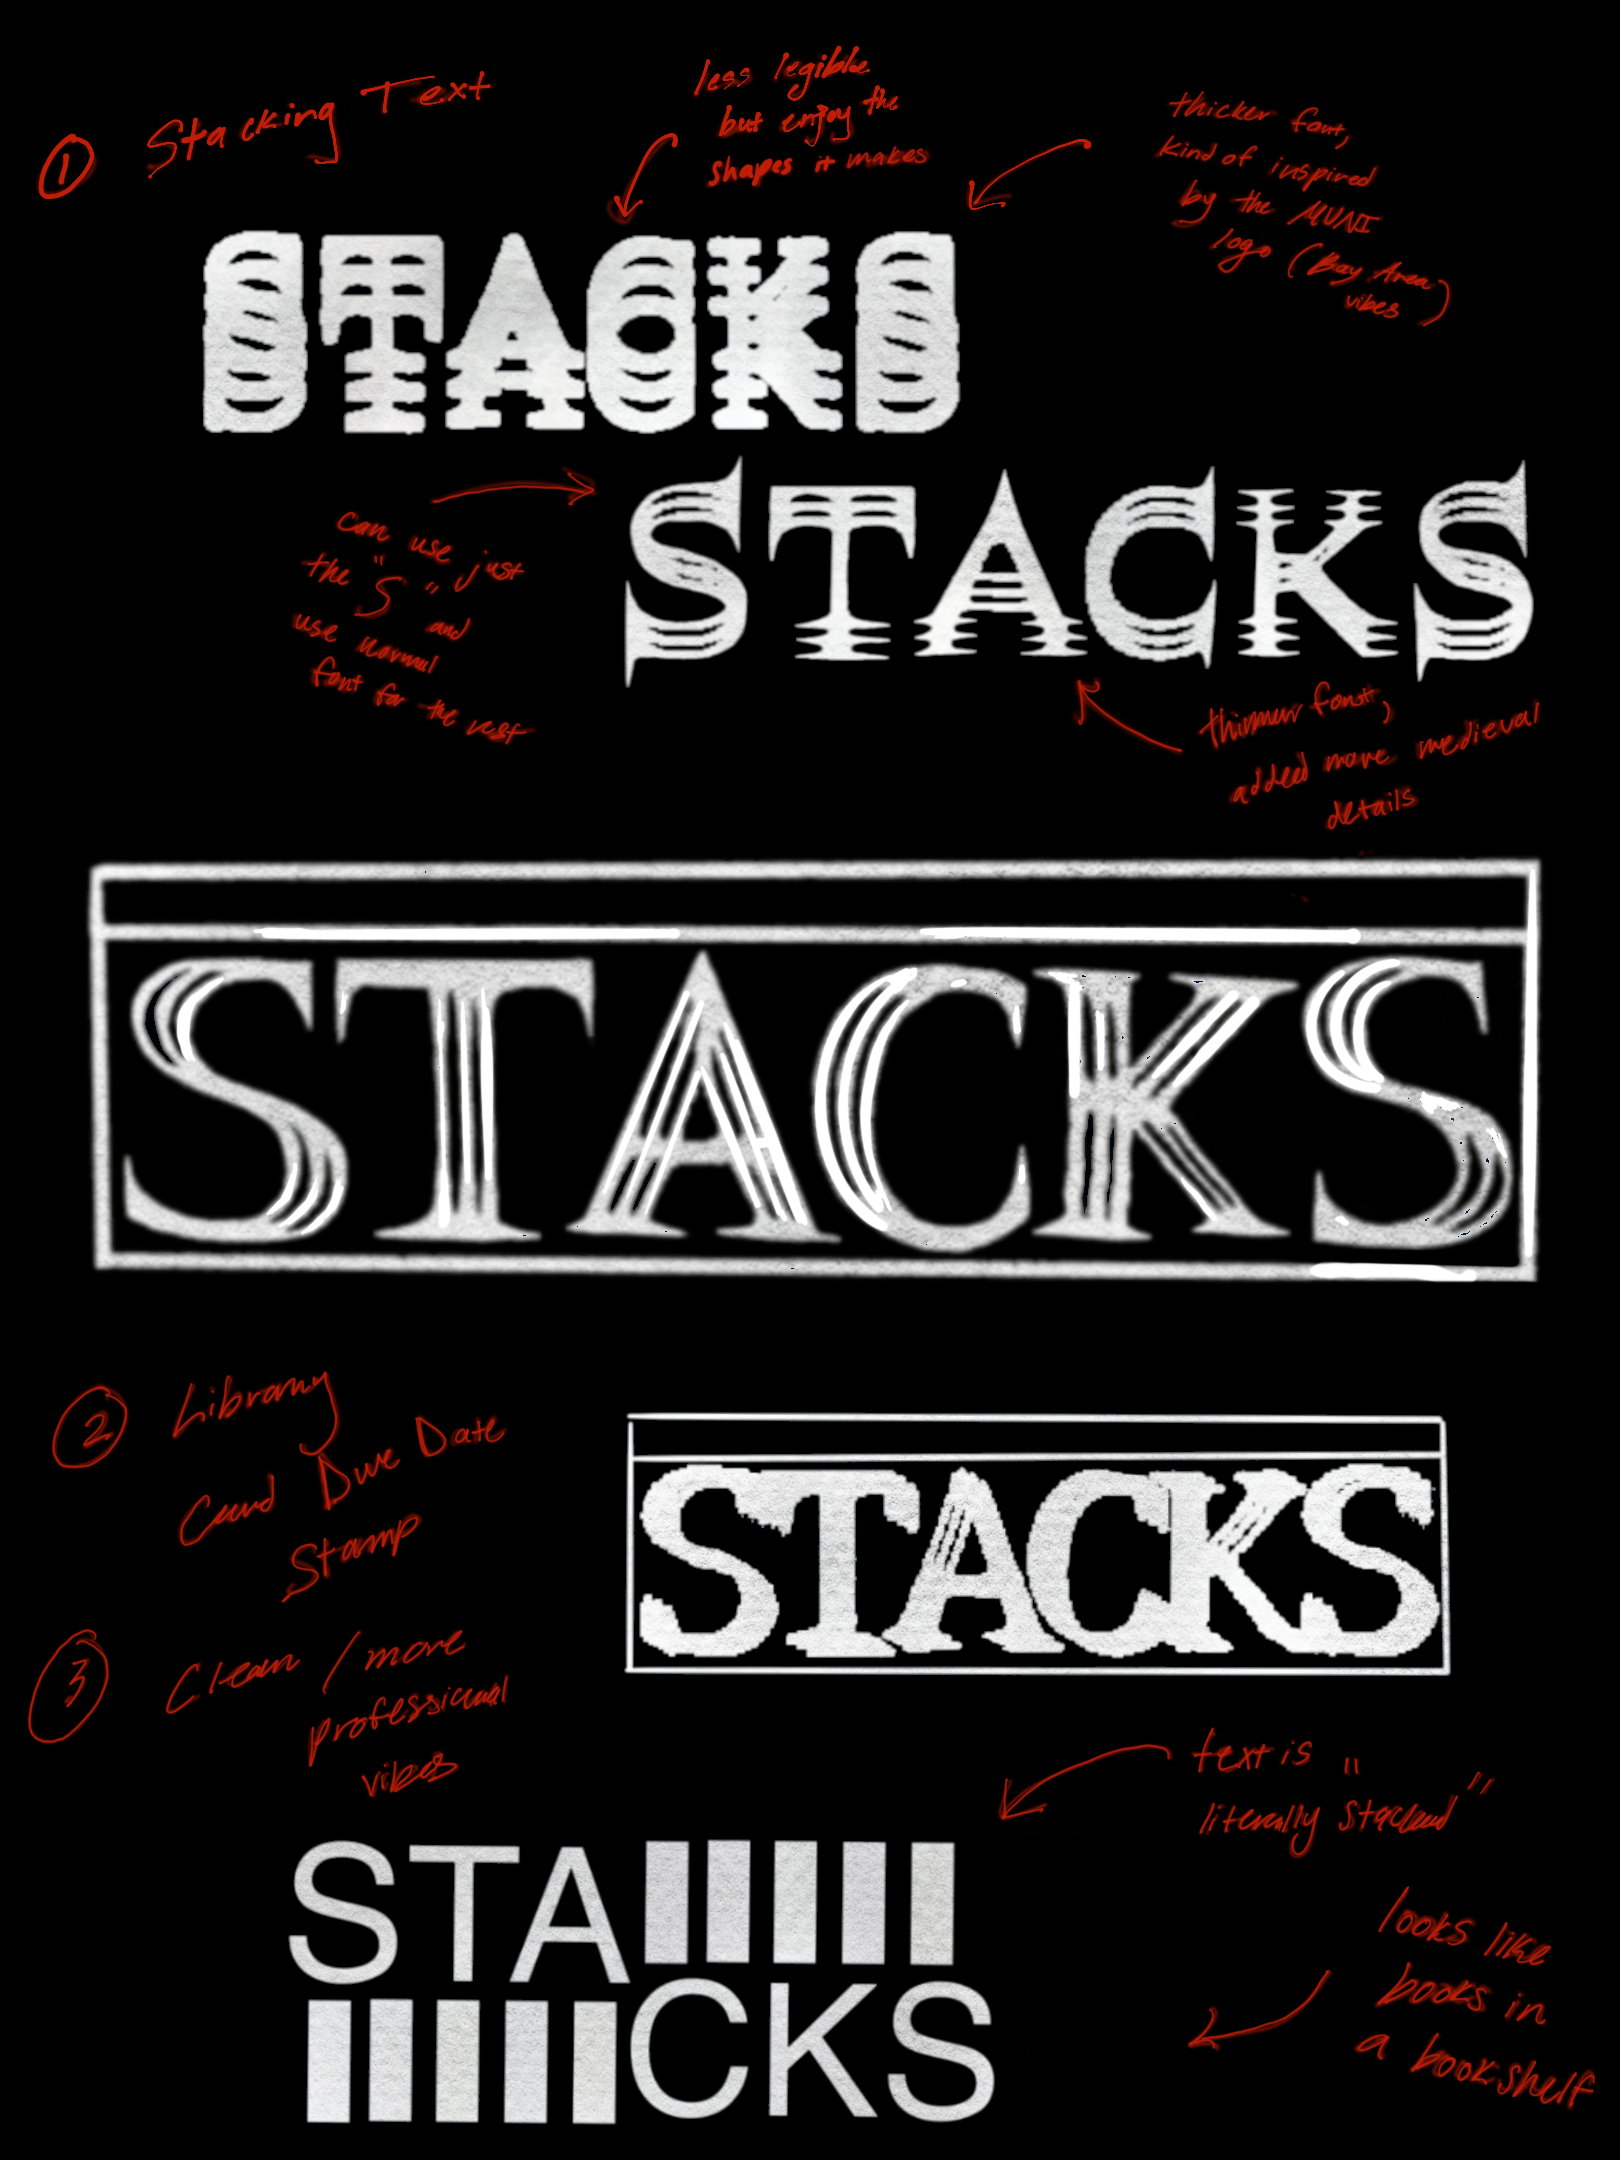 ① Stacking Text
less legible
but enjoy the
shapes it makes
thicker font,
kind of inspired
by the MUNI
logo (Bay Area
vibes)
STACKS
can use just
the "S" and
use normal
font for the rest
STACKS
thinner font,
added more medieval
details
STACKS
② Library
Card Due Date
Stamp
STACKS
③ Clean / more
professional
vibes
text is "
literally stacked"
STA
CKS
looks like
books in
a bookshelf